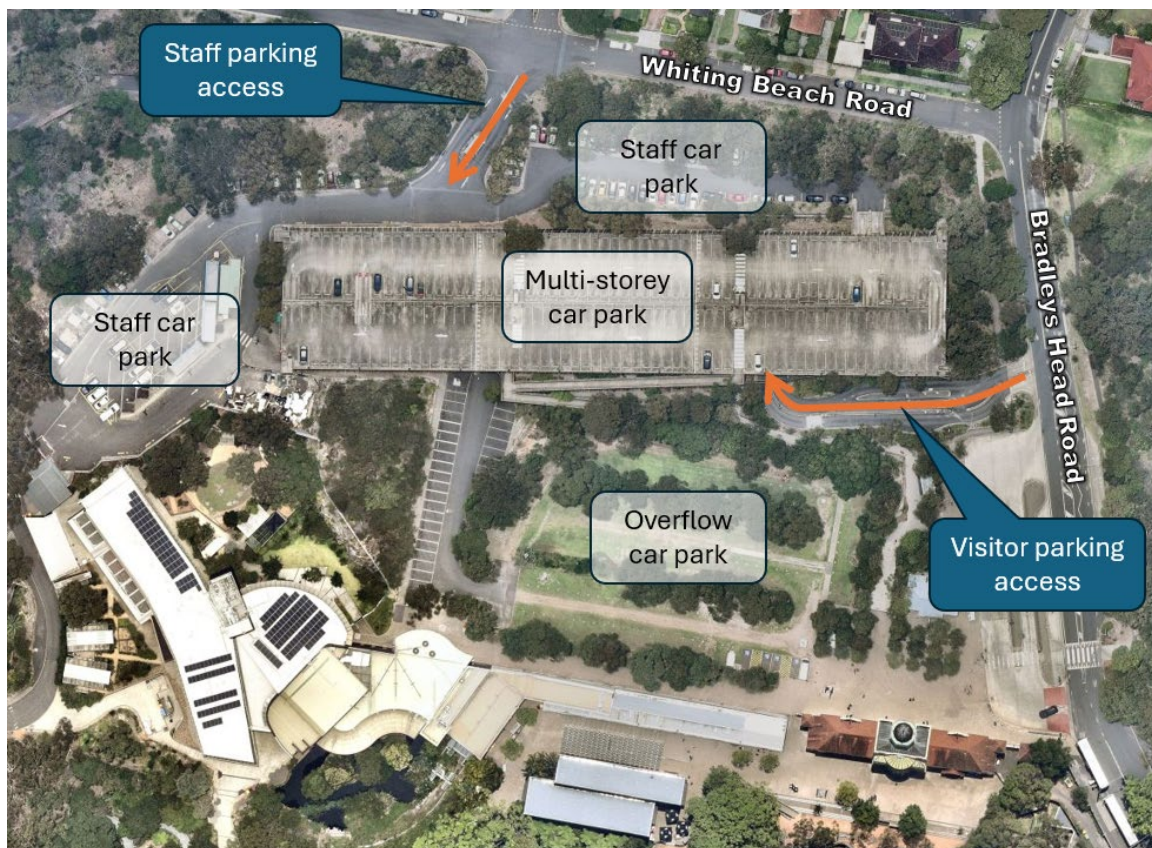 Staff parking
access
Whiting Beach Road
Staff car
park
Bradleys Head Road
Multi-storey
car park
Staff car
park
Overflow
car park
Visitor parking
access